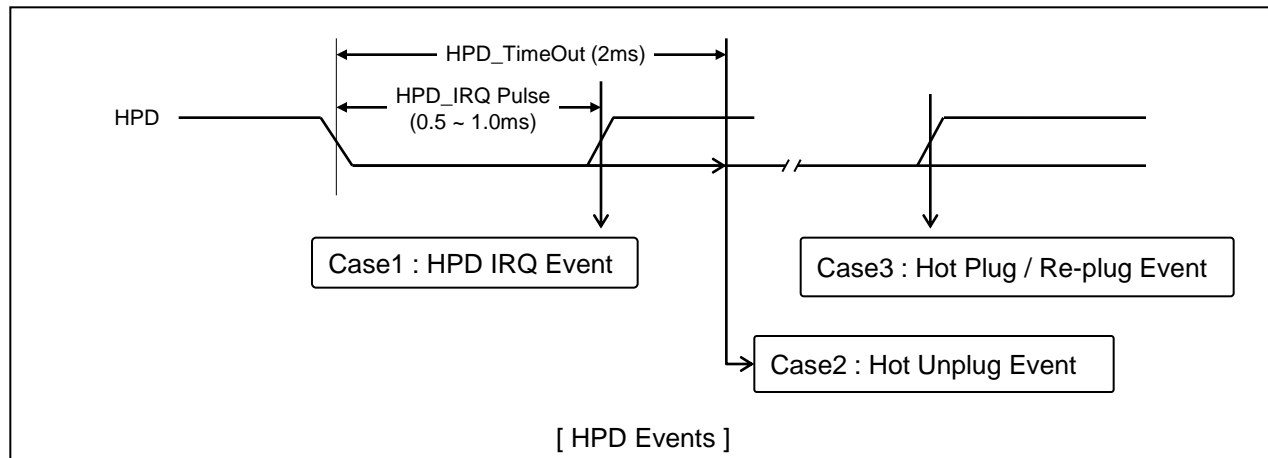 HPD_TimeOut (2ms)
HPD_IRQ Pulse
(0.5 ~ 1.0ms)
HPD
Case1 : HPD IRQ Event
Case3 : Hot Plug / Re-plug Event
Case2 : Hot Unplug Event
[ HPD Events ]